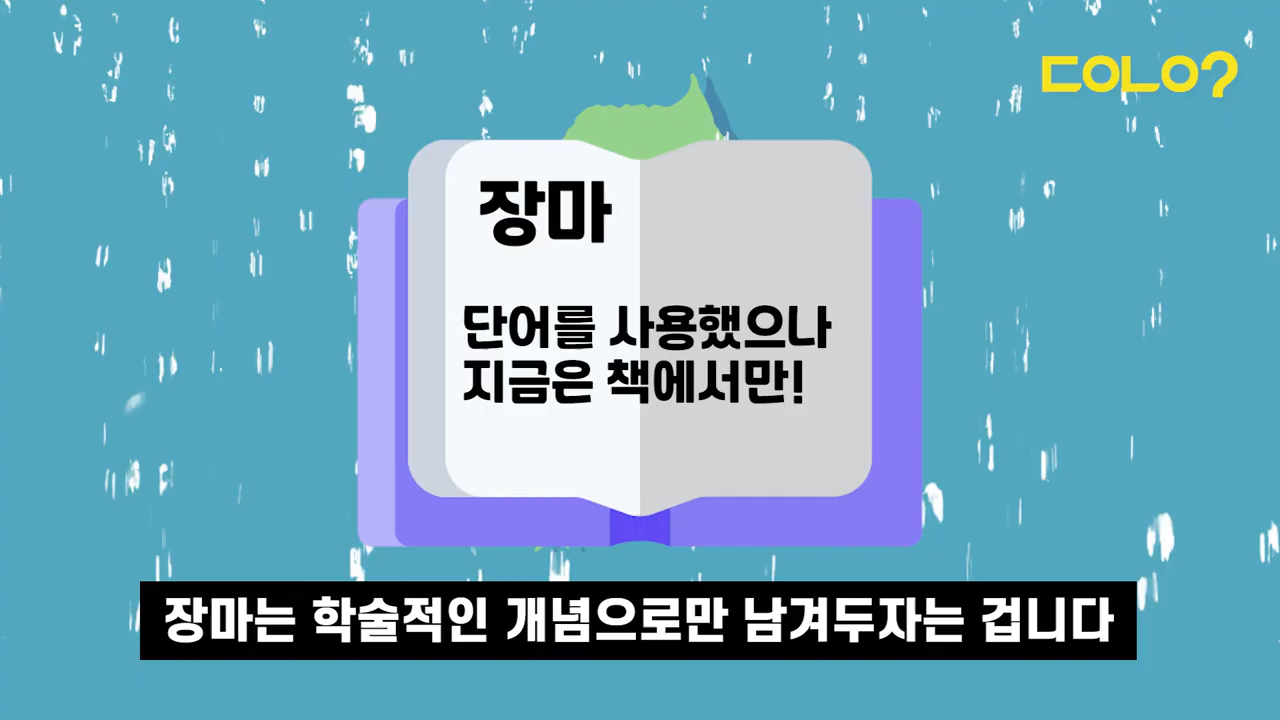 ㄷㅇㄴㅇ?
장마
단어를 사용했으나
지금은 책에서만!
장마는 학술적인 개념으로만 남겨두자는 겁니다